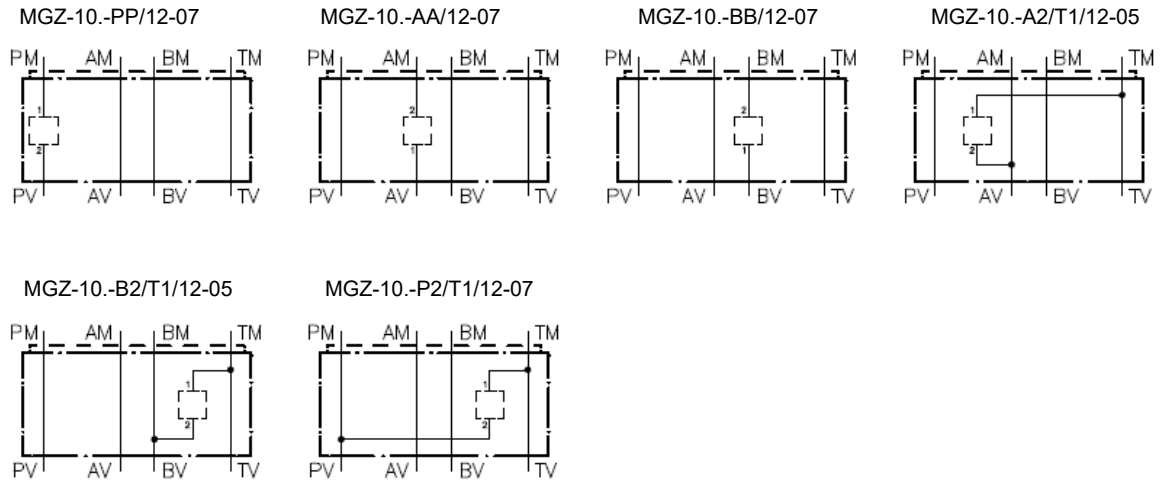 MGZ-10.-PP/12-07 MGZ-10.-AA/12-07 MGZ-10.-BB/12-07 MGZ-10.-A2/T1/12-05
PM AM BM TM PM AM BM TM PM AM BM TM PM AM BM TM
1 2 2 1
2 1 1 2
PV AV BV TV PV AV BV TV PV AV BV TV PV AV BV TV
MGZ-10.-B2/T1/12-05 MGZ-10.-P2/T1/12-07
PM AM BM TM PM AM BM TM
1 1
2 2
PV AV BV TV PV AV BV TV